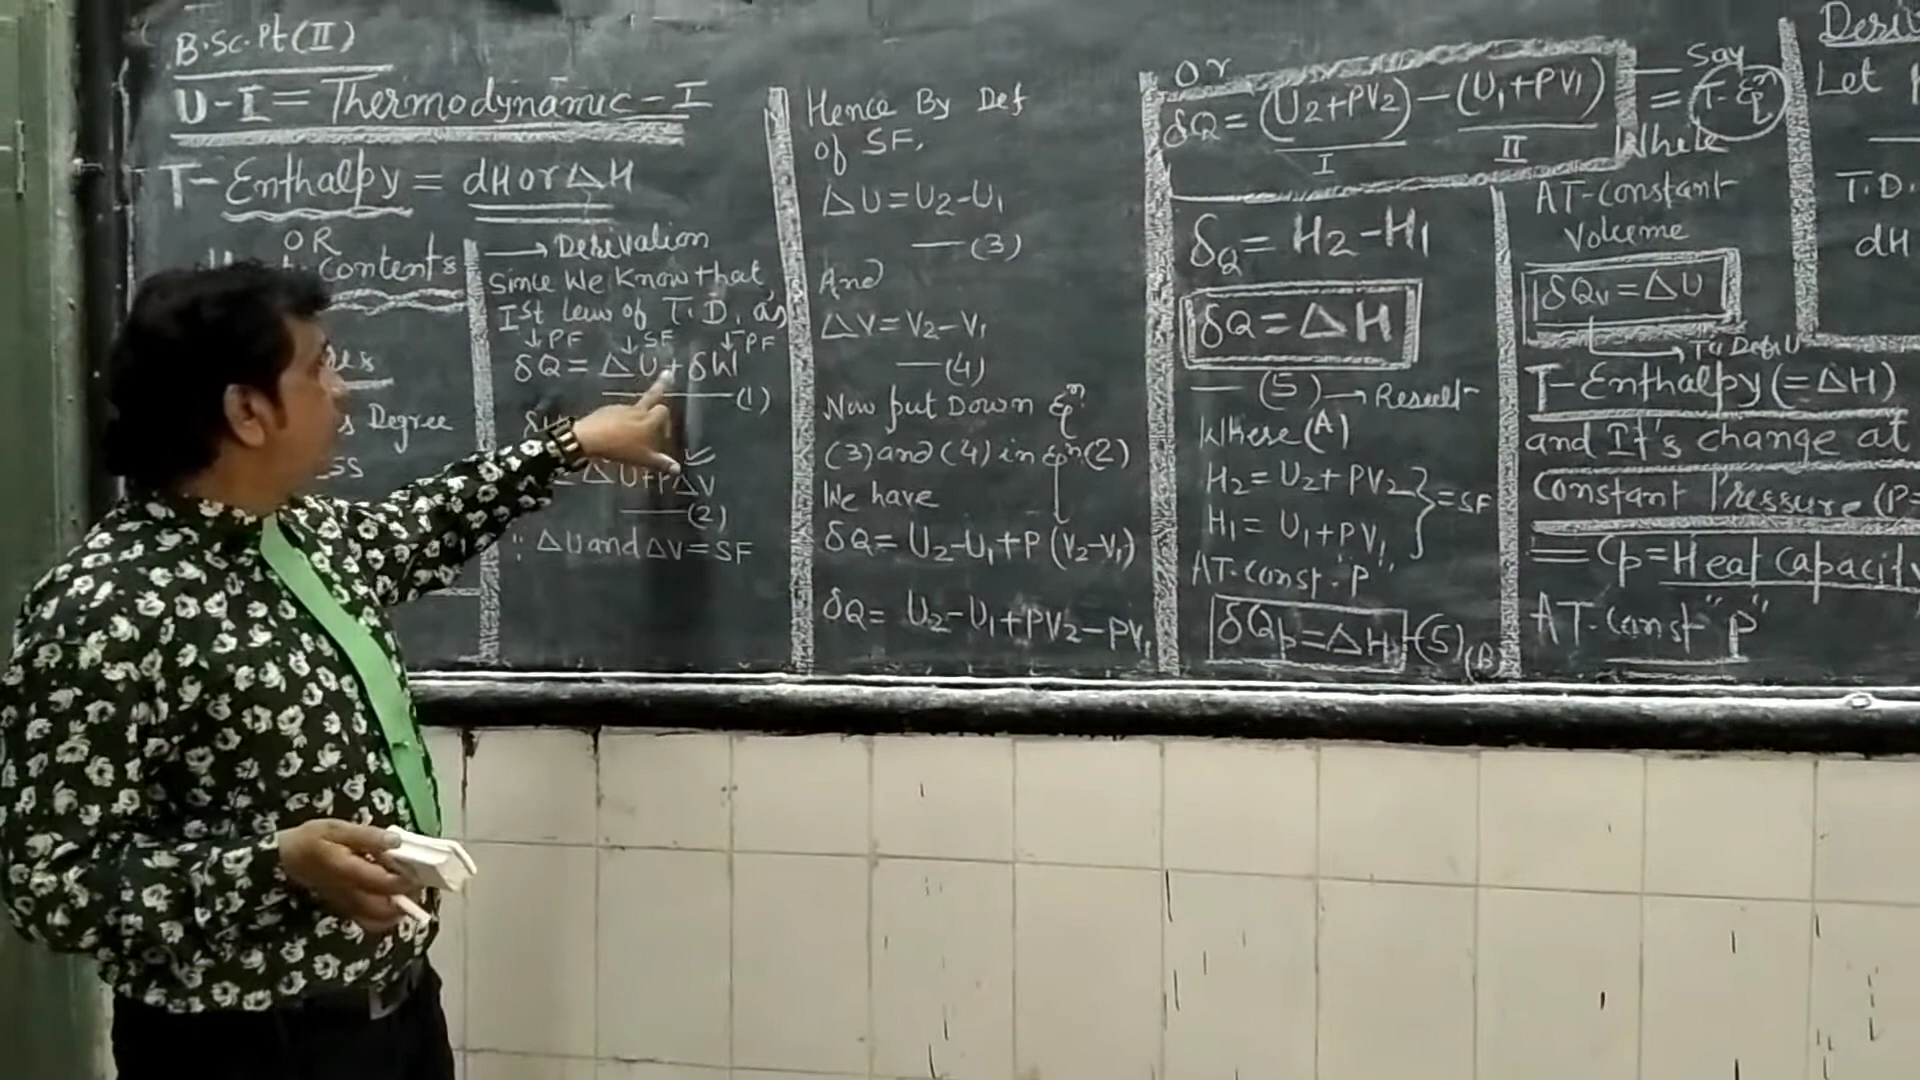 B.Sc.Pt(II)
U-I = Thermodynamic-I
T- Enthalpy = dH or ΔH
OR
Contents
s Degree
SS
→ Derivation
Since We Know that
Ist Law of T.D. as
↓PF ↓SF ↓PF
δQ = ΔU + δW
—(1)
ΔU+PΔV
—(2)
∵ ΔU and ΔV = SF
Hence By Def
of SF,
ΔU = U2-U1
—(3)
And
ΔV = V2-V1
—(4)
Now put Down Eqn
(3) and (4) in Eqn (2)
We have
δQ = U2-U1+P(V2-V1)
δQ = U2-U1+PV2-PV1
Or
δQ = (U2+PV2) - (U1+PV1)
I II
Say
= T-Eqn
δQ = H2-H1
δQ = ΔH
—(5)→ Result
Where (A)
H2 = U2+PV2
H1 = U1+PV1
} = SF
AT-Const-"P"
δQp = ΔH -(5)(B)
While
AT-Constant
Volume
δQv = ΔU
T-Enthalpy (=ΔH)
and It's change at
Constant Pressure (P=
= Cp = Heat capacity
AT-Const "P"
Let
T.D.
dH